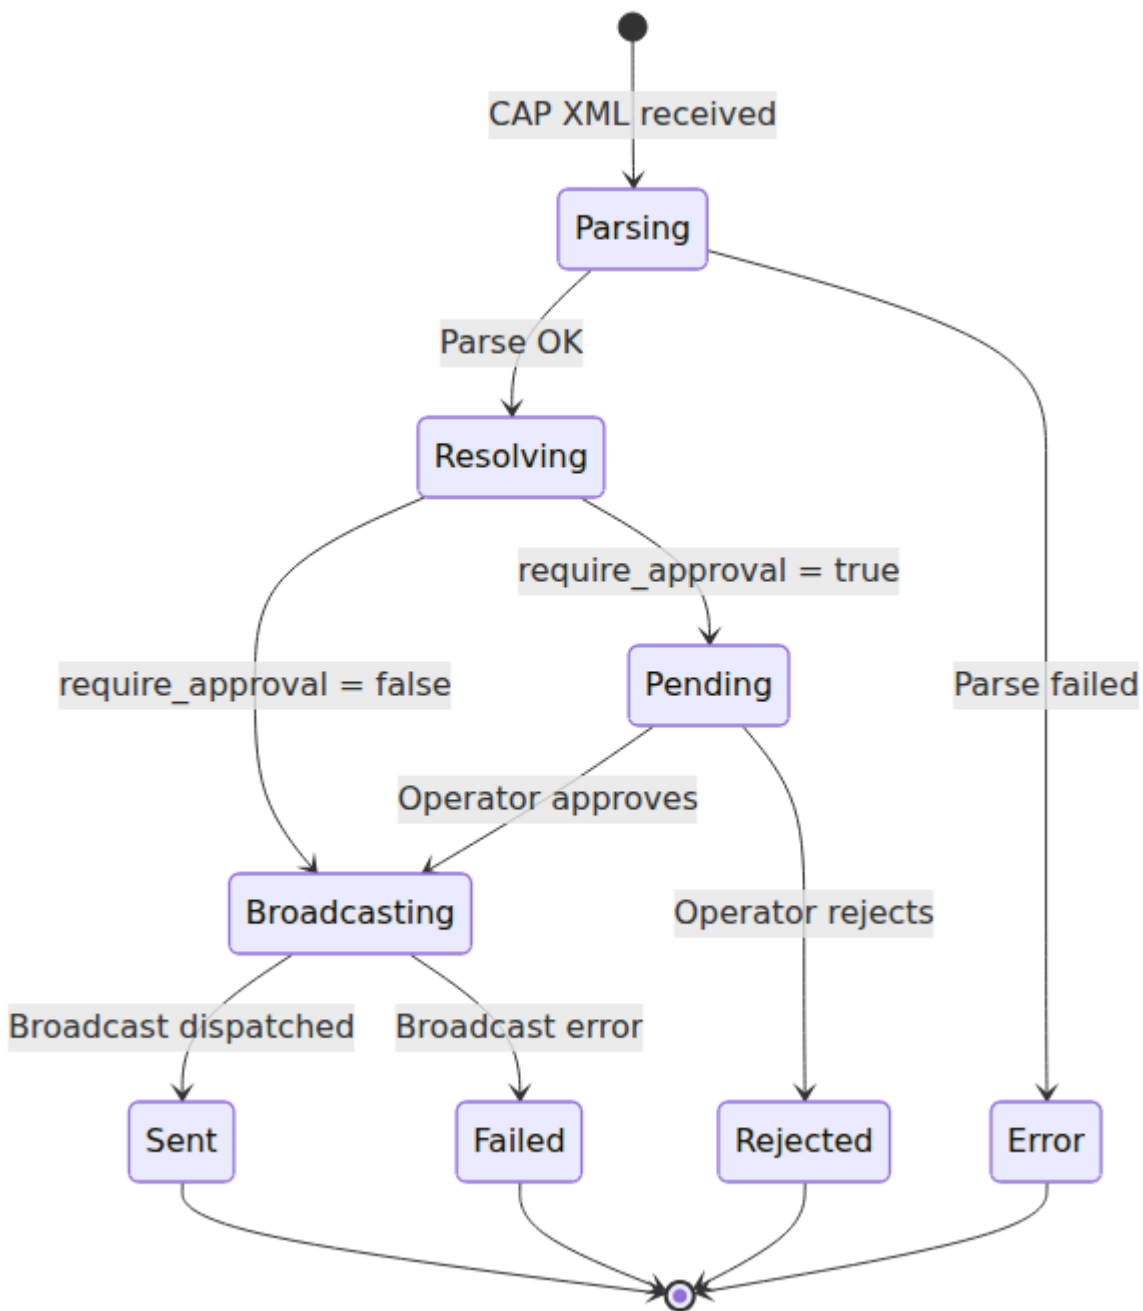 CAP XML received
Parsing
Parse OK
Resolving
require_approval = true
require_approval = false
Pending
Parse failed
Operator approves
Broadcasting
Operator rejects
Broadcast dispatched
Broadcast error
Sent
Failed
Rejected
Error